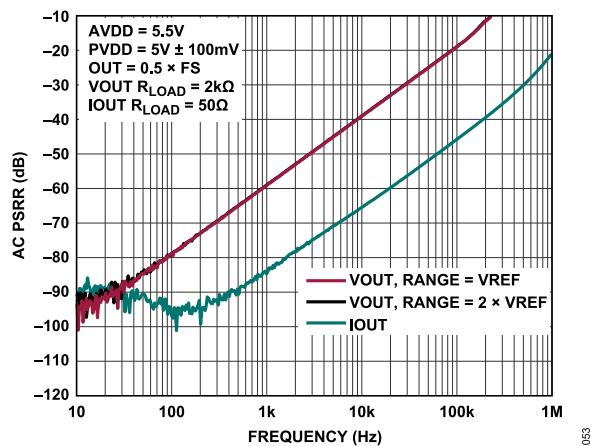 AVDD = 5.5V
PVDD = 5V ± 100mV
OUT = 0.5 × FS
VOUT RLOAD = 2kΩ
IOUT RLOAD = 50Ω
AC PSRR (dB)
–10
–20
–30
–40
–50
–60
–70
–80
–90
–100
–110
–120
VOUT, RANGE = VREF
VOUT, RANGE = 2 × VREF
IOUT
10 100 1k 10k 100k 1M
FREQUENCY (Hz)
053